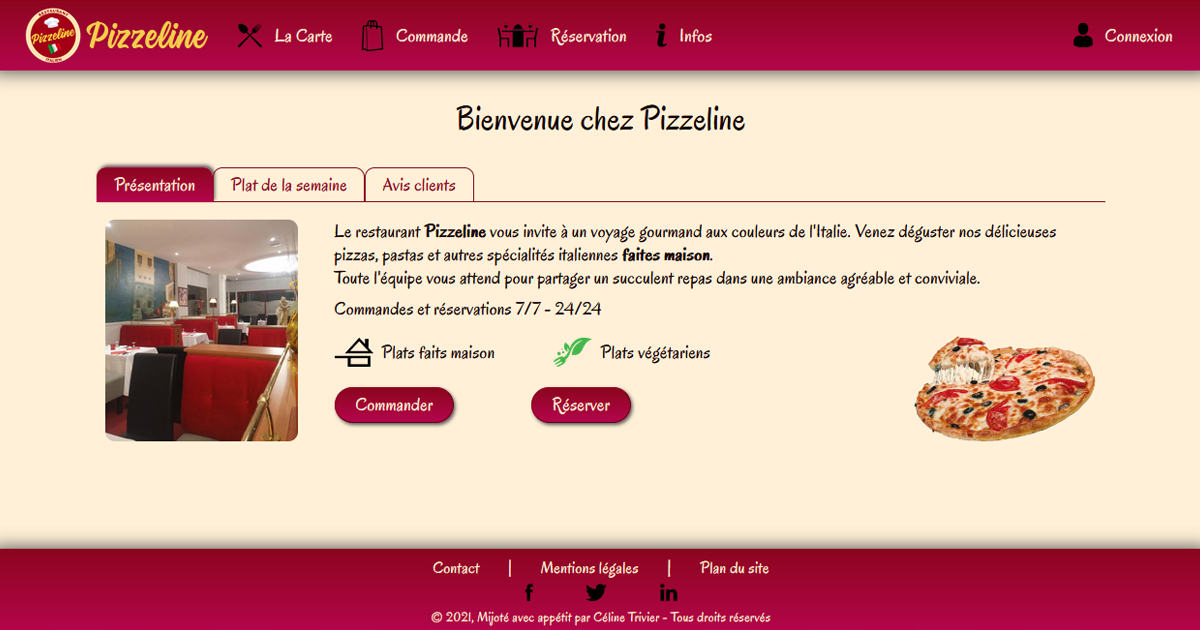 RESTAURANT
Pizzeline
ITALIEN
Pizzeline
La Carte
Commande
Réservation
Infos
Connexion
Bienvenue chez Pizzeline
Présentation
Plat de la semaine
Avis clients
Le restaurant Pizzeline vous invite à un voyage gourmand aux couleurs de l'Italie. Venez déguster nos délicieuses
pizzas, pastas et autres spécialités italiennes faites maison.
Toute l'équipe vous attend pour partager un succulent repas dans une ambiance agréable et conviviale.
Commandes et réservations 7/7 - 24/24
Plats faits maison
Plats végétariens
Commander
Réserver
Contact | Mentions légales | Plan du site
© 2021, Mijoté avec appétit par Céline Trivier - Tous droits réservés